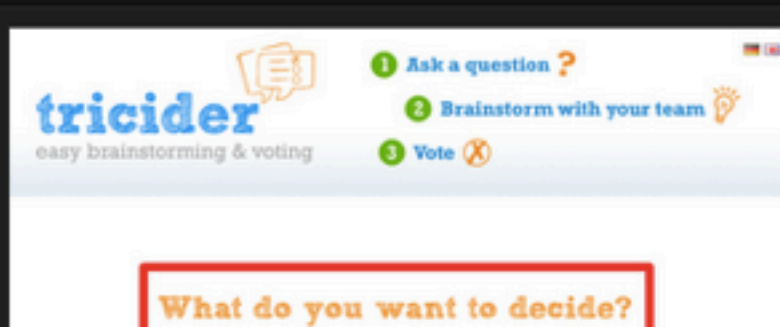 tricider
easy brainstorming & voting
1 Ask a question ?
2 Brainstorm with your team
3 Vote X
What do you want to decide?